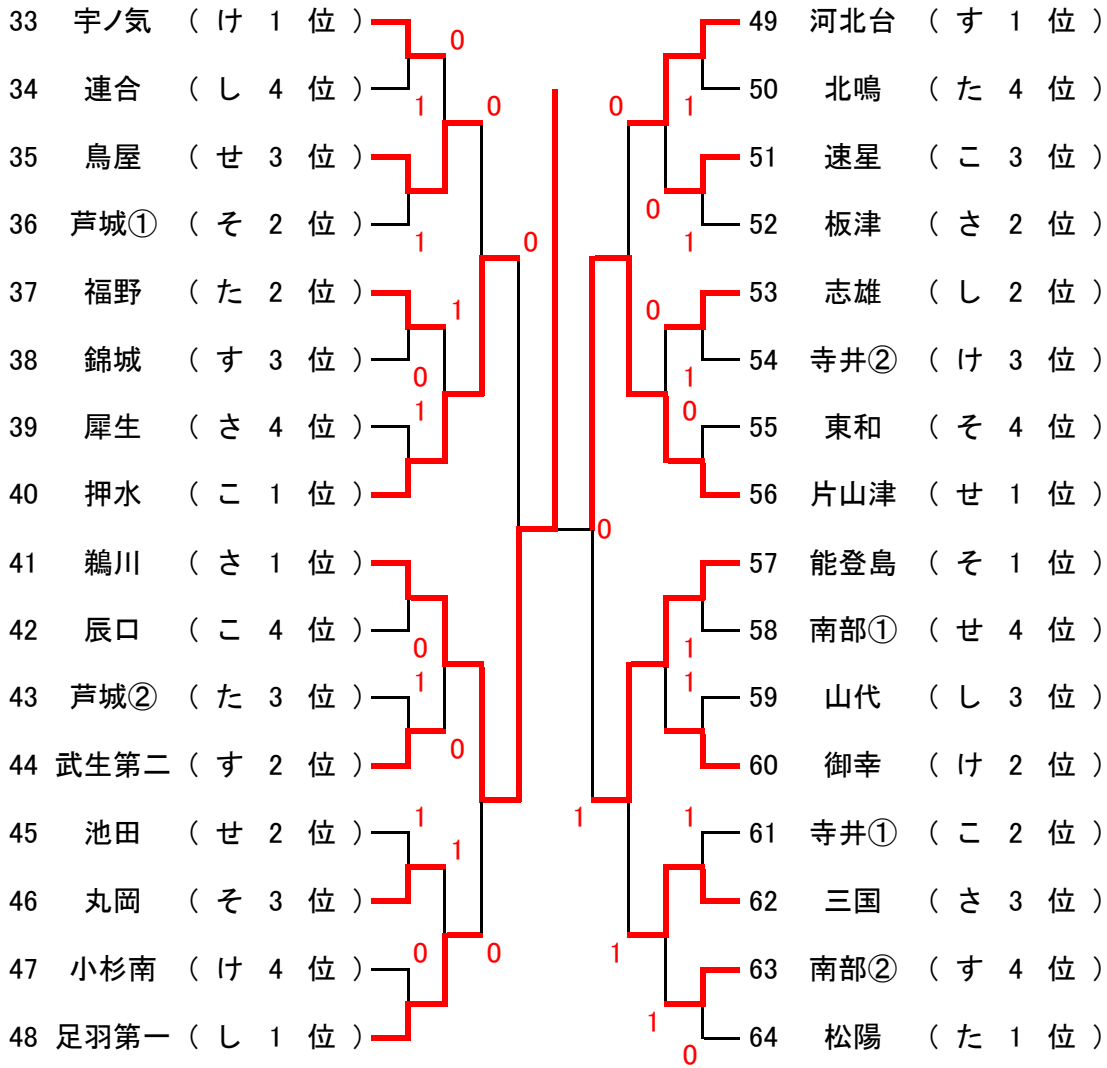 33 宇ノ気 ( け 1 位 )
34 連合 ( し 4 位 )
35 鳥屋 ( せ 3 位 )
36 芦城① ( そ 2 位 )
37 福野 ( た 2 位 )
38 錦城 ( す 3 位 )
39 犀生 ( さ 4 位 )
40 押水 ( こ 1 位 )
41 鵜川 ( さ 1 位 )
42 辰口 ( こ 4 位 )
43 芦城② ( た 3 位 )
44 武生第二 ( す 2 位 )
45 池田 ( せ 2 位 )
46 丸岡 ( そ 3 位 )
47 小杉南 ( け 4 位 )
48 足羽第一 ( し 1 位 )
0
1
0
1
0
1
0
1
0
1
0
1
1
0
0
0
1
0
0
1
0
1
0
0
1
1
1
1
1
1
0
49 河北台 ( す 1 位 )
50 北鳴 ( た 4 位 )
51 速星 ( こ 3 位 )
52 板津 ( さ 2 位 )
53 志雄 ( し 2 位 )
54 寺井② ( け 3 位 )
55 東和 ( そ 4 位 )
56 片山津 ( せ 1 位 )
57 能登島 ( そ 1 位 )
58 南部① ( せ 4 位 )
59 山代 ( し 3 位 )
60 御幸 ( け 2 位 )
61 寺井① ( こ 2 位 )
62 三国 ( さ 3 位 )
63 南部② ( す 4 位 )
64 松陽 ( た 1 位 )